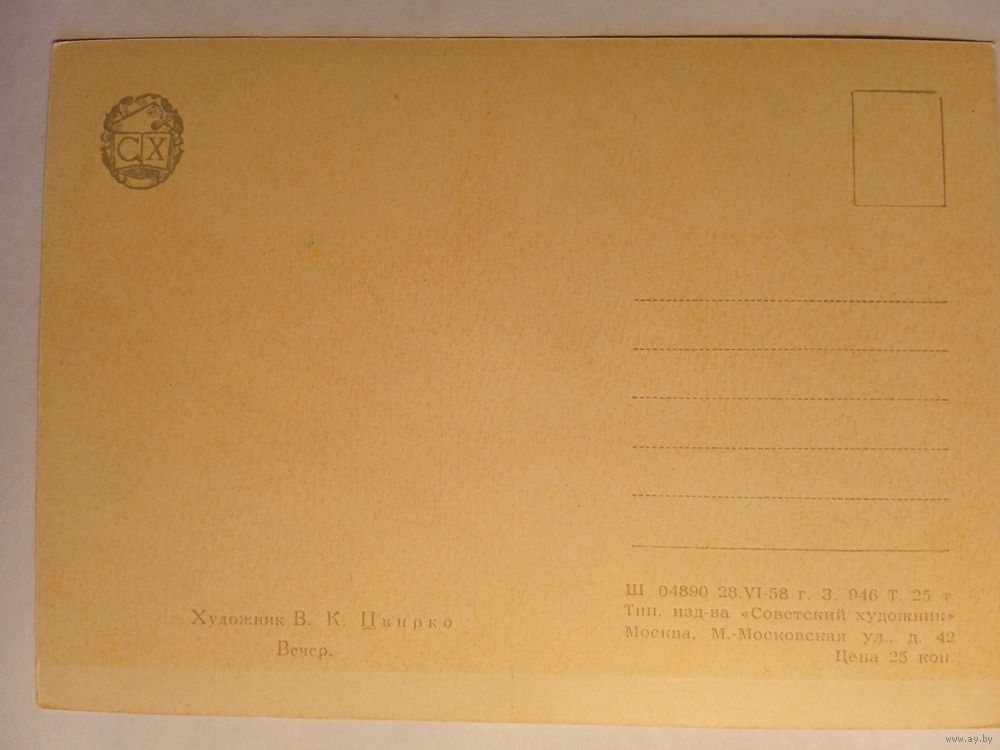 СХ
Художник В. К. Цвирко
Вечер.
Ш 04890 28.VI-58 г. З. 946 Т. 25 т
Тип. изд-ва «Советский художник»
Москва, М.-Московская ул., д. 42
Цена 25 коп.
www.ay.by